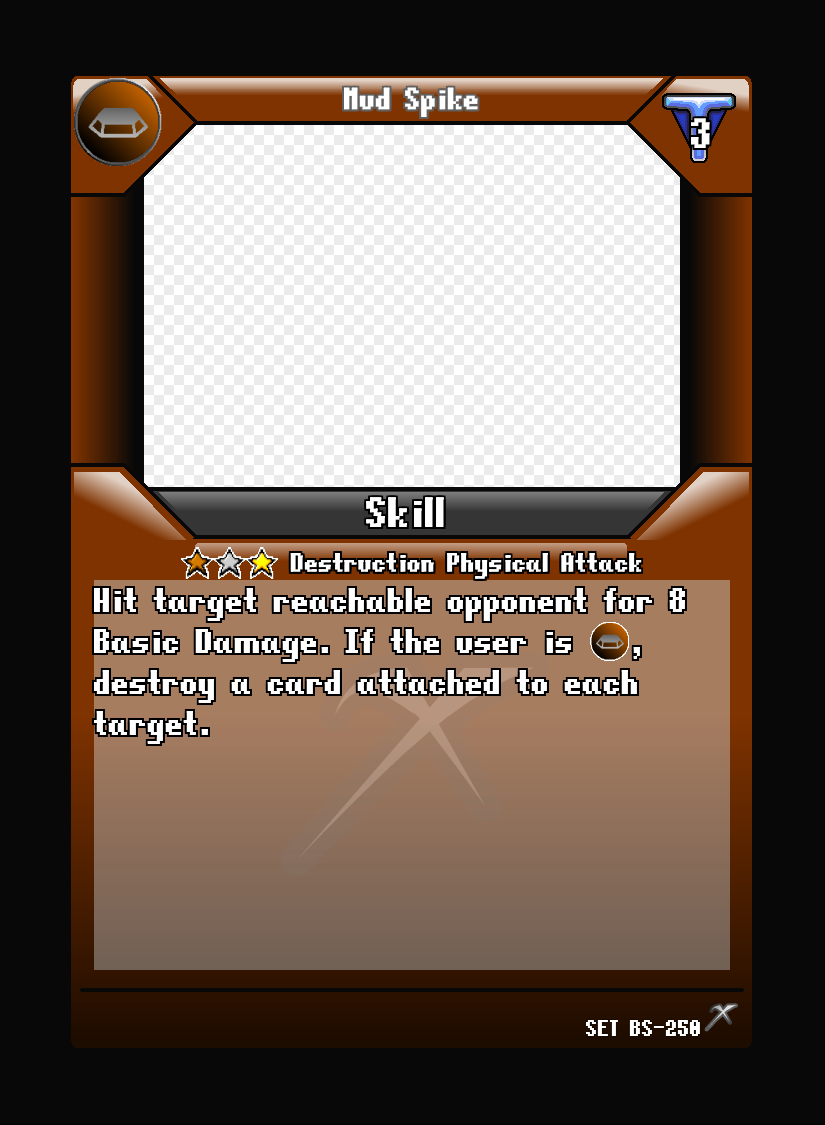 Mud Spike
3
Skill
Destruction Physical Attack
Hit target reachable opponent for 8
Basic Damage. If the user is ,
destroy a card attached to each
target.
SET BS-250